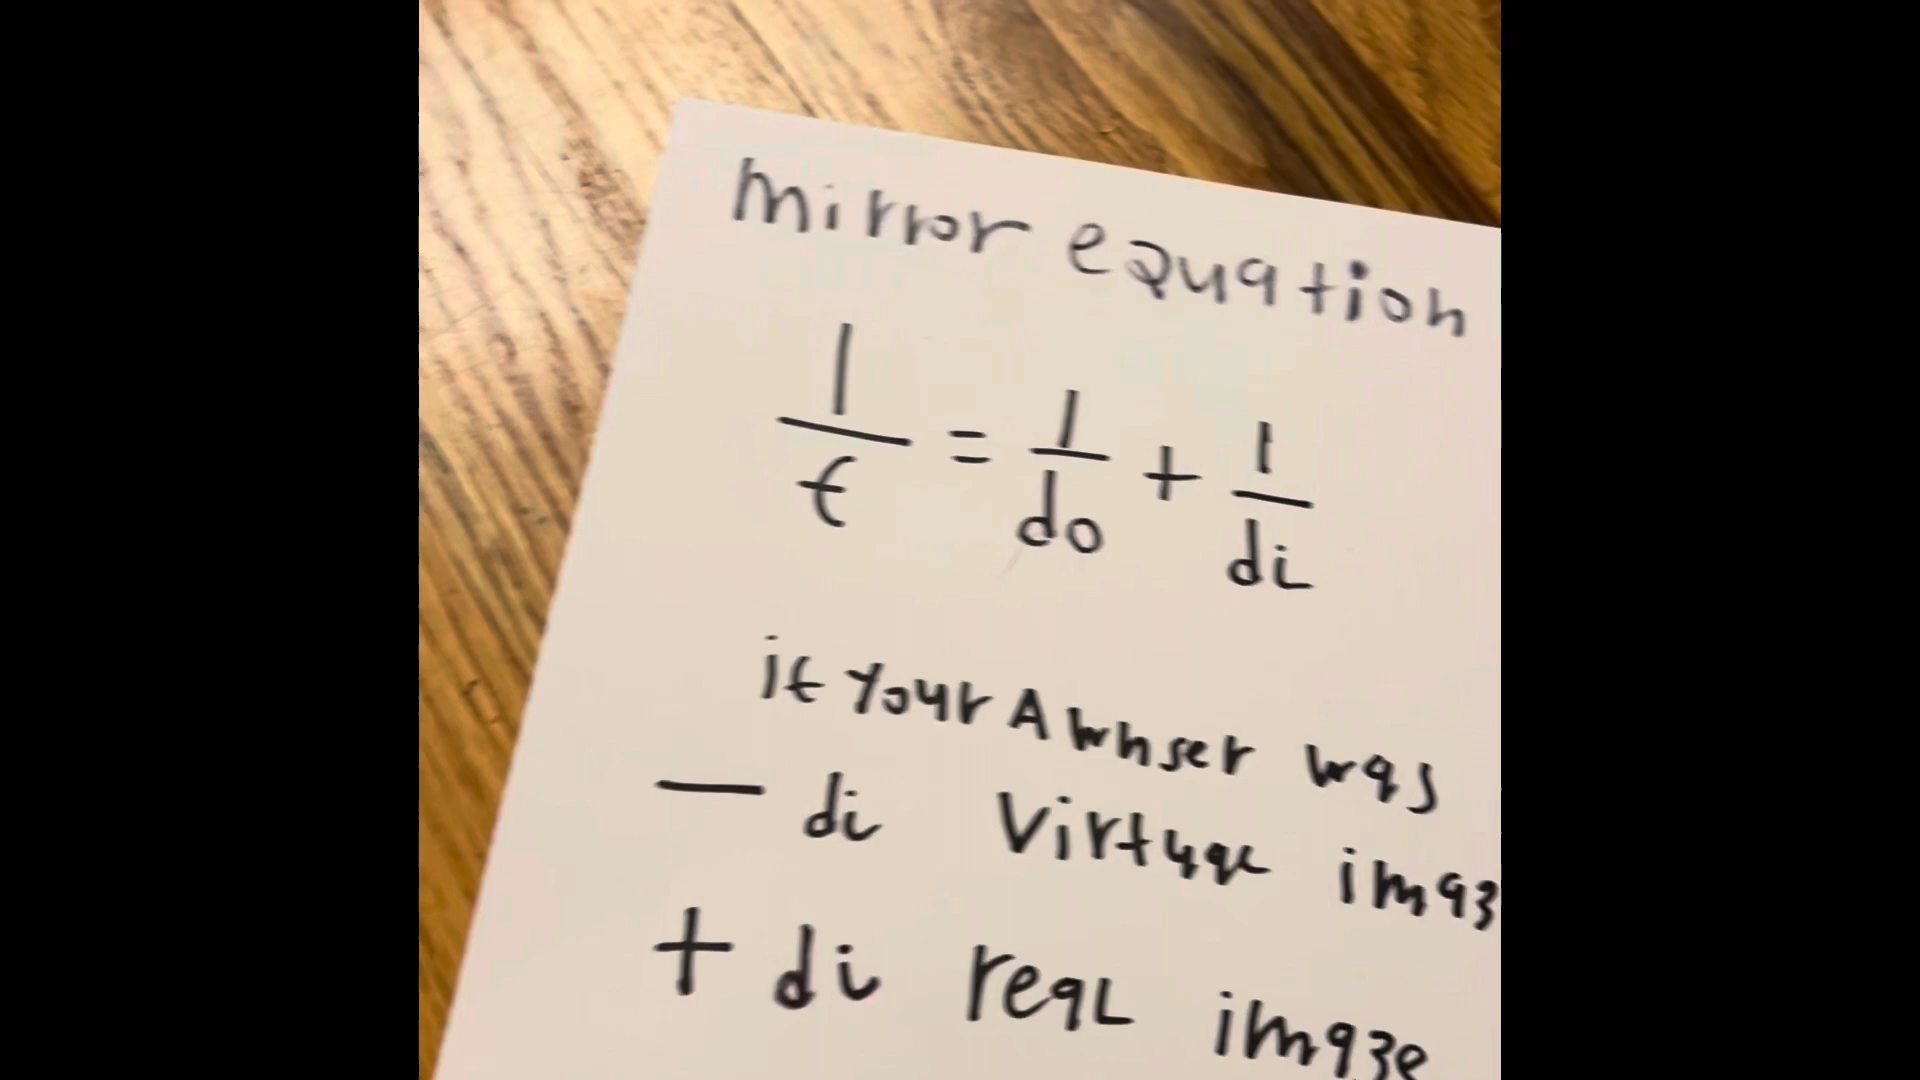 mirror equation
1/f = 1/do + 1/di
if your Awnser was
− di Virtual imag
+ di real image